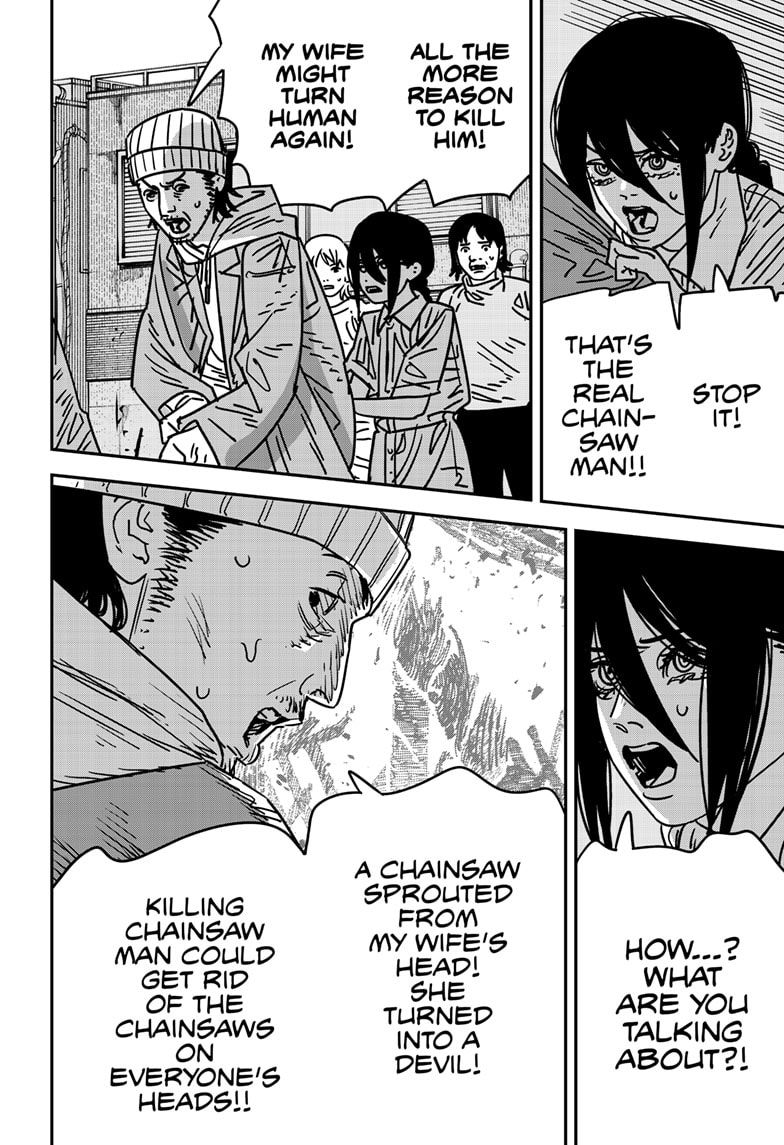 STOP
IT!
THAT'S
THE
REAL
CHAIN-
SAW
MAN!!
ALL THE
MORE
REASON
TO KILL
HIM!
MY WIFE
MIGHT
TURN
HUMAN
AGAIN!
HOW...?
WHAT
ARE YOU
TALKING
ABOUT?!
A CHAINSAW
SPROUTED
FROM
MY WIFE'S
HEAD!
SHE
TURNED
INTO A
DEVIL!
KILLING
CHAINSAW
MAN COULD
GET RID
OF THE
CHAINSAWS
ON
EVERYONE'S
HEADS!!